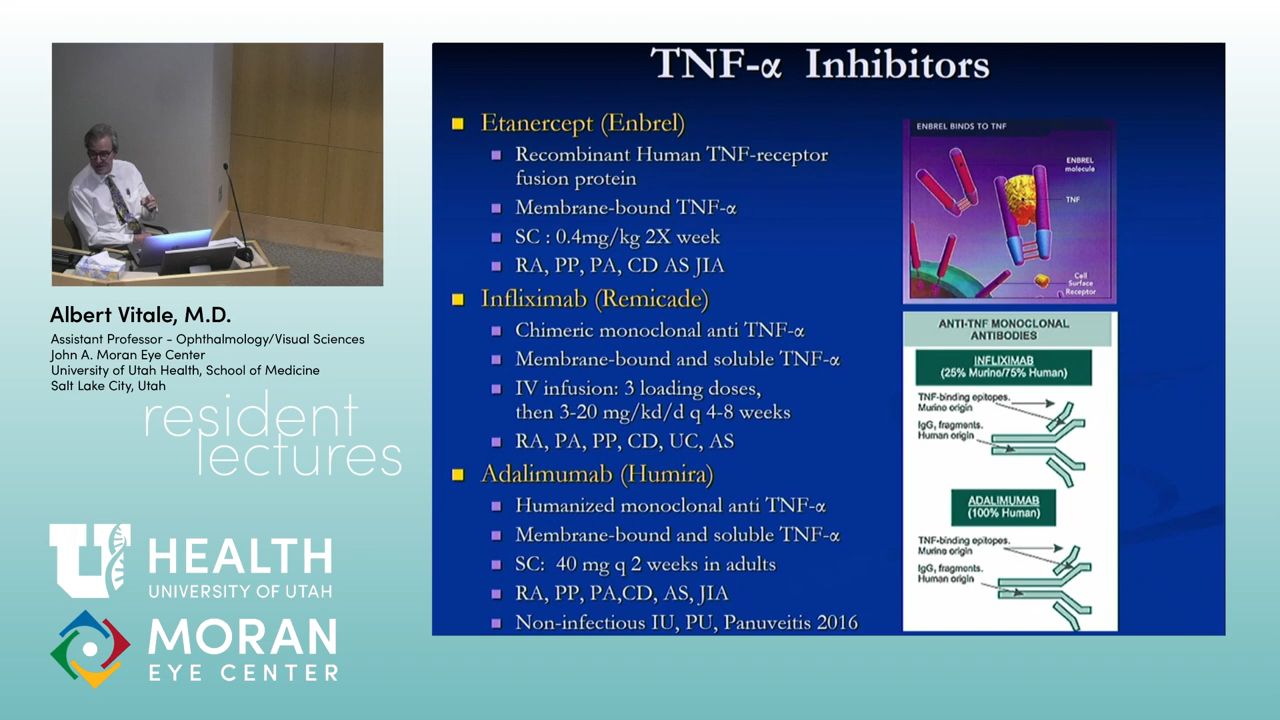 TNF-α Inhibitors
Etanercept (Enbrel)
Recombinant Human TNF-receptor
fusion protein
Membrane-bound TNF-α
SC : 0.4mg/kg 2X week
RA, PP, PA, CD AS JIA
Infliximab (Remicade)
Chimeric monoclonal anti TNF-α
Membrane-bound and soluble TNF-α
IV infusion: 3 loading doses,
then 3-20 mg/kd/d q 4-8 weeks
RA, PA, PP, CD, UC, AS
Adalimumab (Humira)
Humanized monoclonal anti TNF-α
Membrane-bound and soluble TNF-α
SC: 40 mg q 2 weeks in adults
RA, PP, PA,CD, AS, JIA
Non-infectious IU, PU, Panuveitis 2016
ENBREL BINDS TO TNF
ENBREL
molecule
TNF
Cell
Surface
Receptor
ANTI-TNF MONOCLONAL
ANTIBODIES
INFLIXIMAB
(25% Murine/75% Human)
TNF-binding epitopes.
Murino origin
IgG₁ fragments.
Human origin
ADALIMUMAB
(100% Human)
TNF-binding epitopes.
Murino origin
IgG₁ fragments.
Human origin
Albert Vitale, M.D.
Assistant Professor - Ophthalmology/Visual Sciences
John A. Moran Eye Center
University of Utah Health, School of Medicine
Salt Lake City, Utah
resident
lectures
U HEALTH
UNIVERSITY OF UTAH
MORAN
EYE CENTER